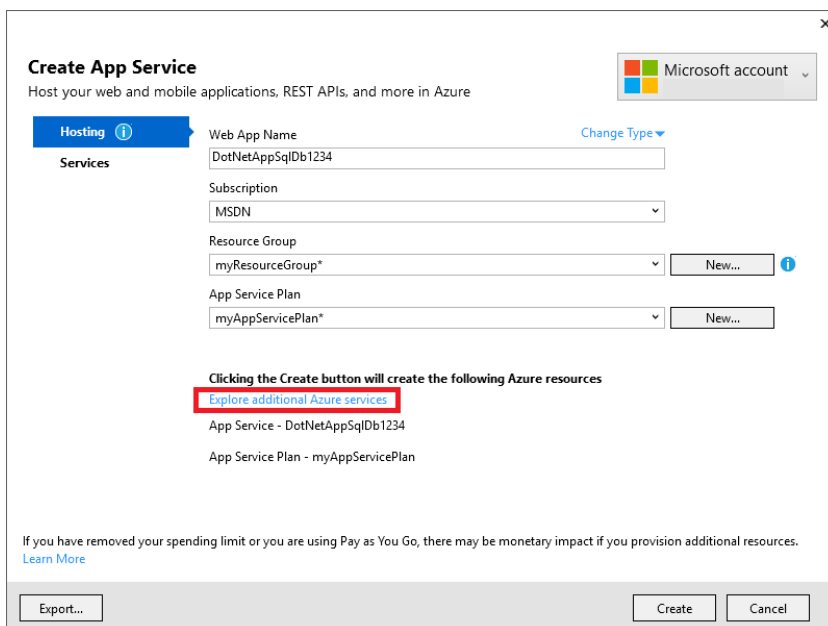 Create App Service
Host your web and mobile applications, REST APIs, and more in Azure
Microsoft account
Hosting
Services
Web App Name
Change Type
DotNetAppSqlDb1234
Subscription
MSDN
Resource Group
myResourceGroup*
New...
App Service Plan
myAppServicePlan*
New...
Clicking the Create button will create the following Azure resources
Explore additional Azure services
App Service - DotNetAppSqlDb1234
App Service Plan - myAppServicePlan
If you have removed your spending limit or you are using Pay as You Go, there may be monetary impact if you provision additional resources.
Learn More
Export...
Create
Cancel